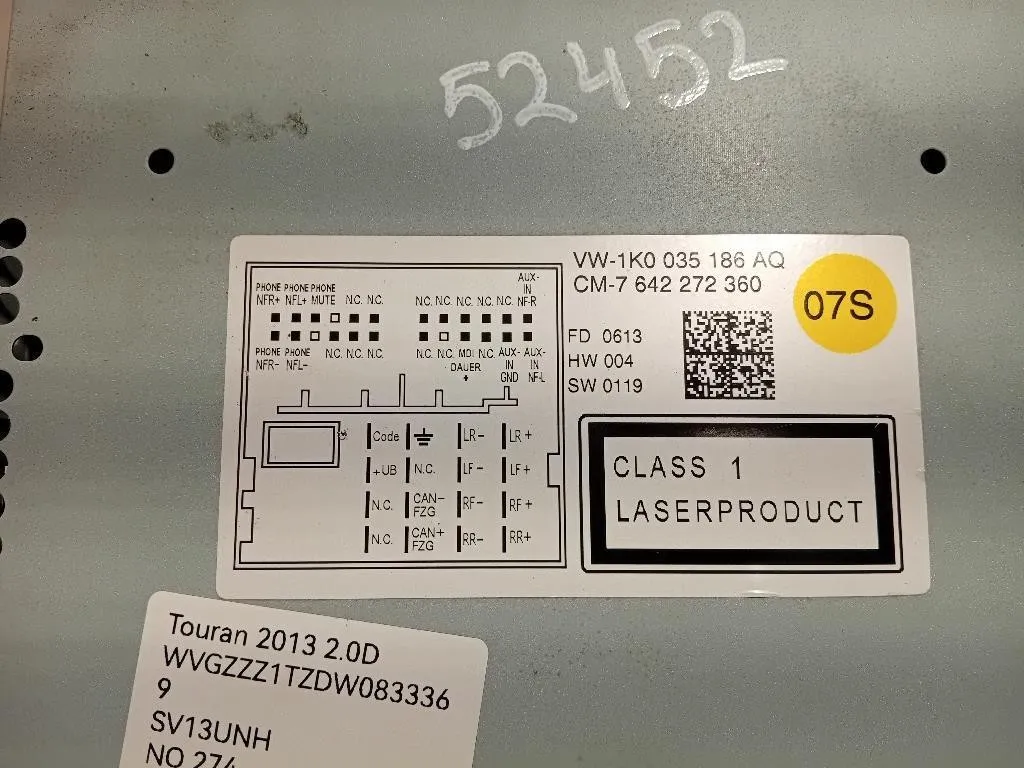 52452
VW-1K0 035 186 AQ
CM-7 642 272 360
07S
FD 0613
HW 004
SW 0119
AUX-
IN
PHONE PHONE PHONE
NFR+ NFL+ MUTE N.C. N.C. N.C. N.C. N.C. N.C. N.C. NF-R
PHONE PHONE N.C. N.C. N.C. N.C. N.C. MDI N.C. AUX- AUX-
NFR- NFL- DAUER IN IN
+ GND NF-L
Code LR- LR+
+UB N.C. LF- LF+
N.C. CAN- FZG RF- RF+
N.C. CAN+ FZG RR- RR+
CLASS 1
LASERPRODUCT
Touran 2013 2.0D
WVGZZZ1TZDW083336
9
SV13UNH
NO 274